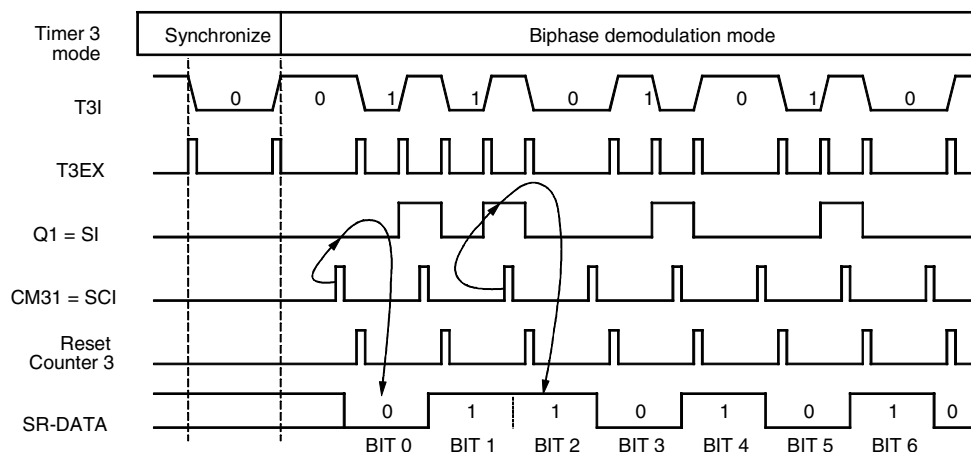 Timer 3
mode
Synchronize
Biphase demodulation mode
T3I
0 0 1 1 0 1 0 1 0
T3EX
Q1 = SI
CM31 = SCI
Reset
Counter 3
SR-DATA
0 1 1 0 1 0 1 0
BIT 0 BIT 1 BIT 2 BIT 3 BIT 4 BIT 5 BIT 6